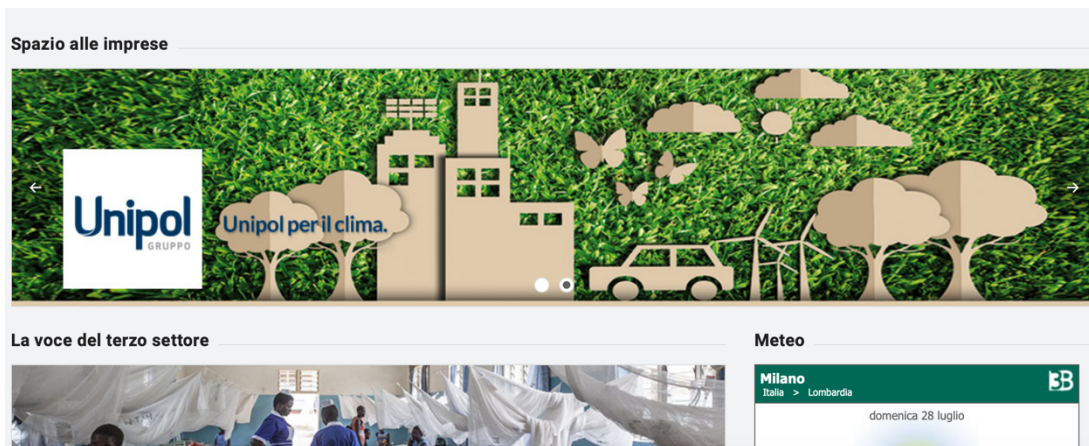 Spazio alle imprese
Unipol
GRUPPO
Unipol per il clima.
La voce del terzo settore
Meteo
Milano
Italia > Lombardia
3B
domenica 28 luglio